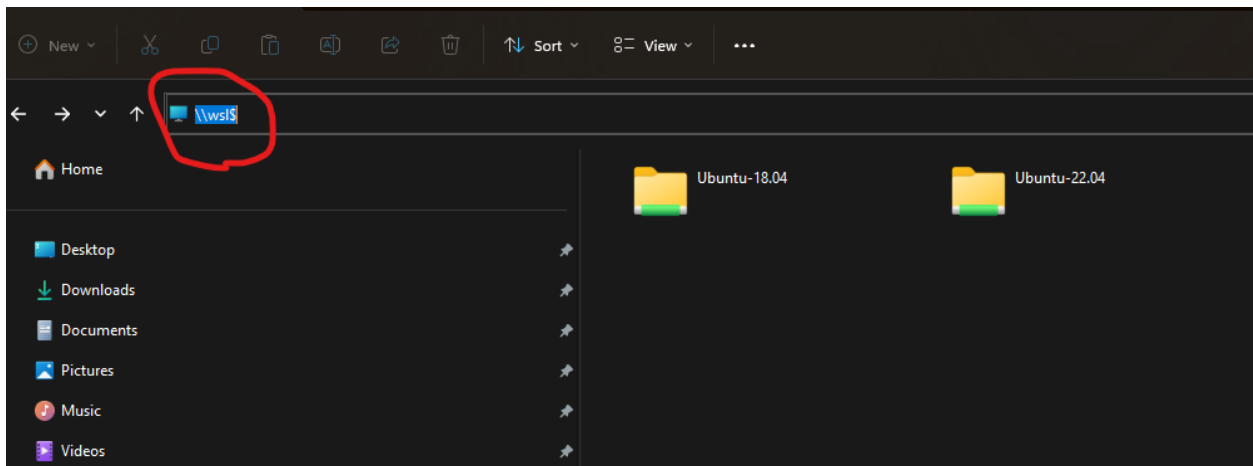 New Sort View ...
\\wsl$
Home
Ubuntu-18.04 Ubuntu-22.04
Desktop
Downloads
Documents
Pictures
Music
Videos